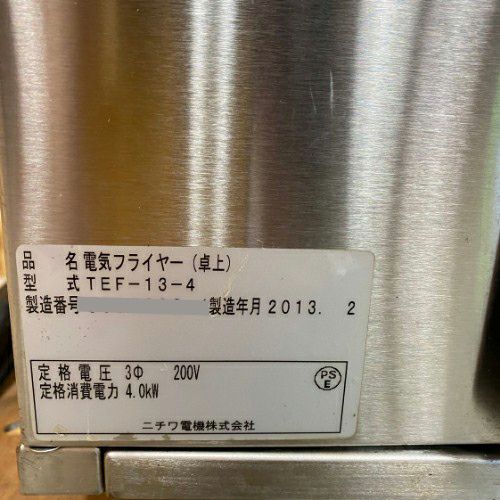 品 名 電気フライヤー (卓上)
型 式 TEF-13-4
製造番号 製造年月 2013. 2
定格電圧 3Φ 200V
定格消費電力 4.0kW
PS
E
ニチワ電機株式会社